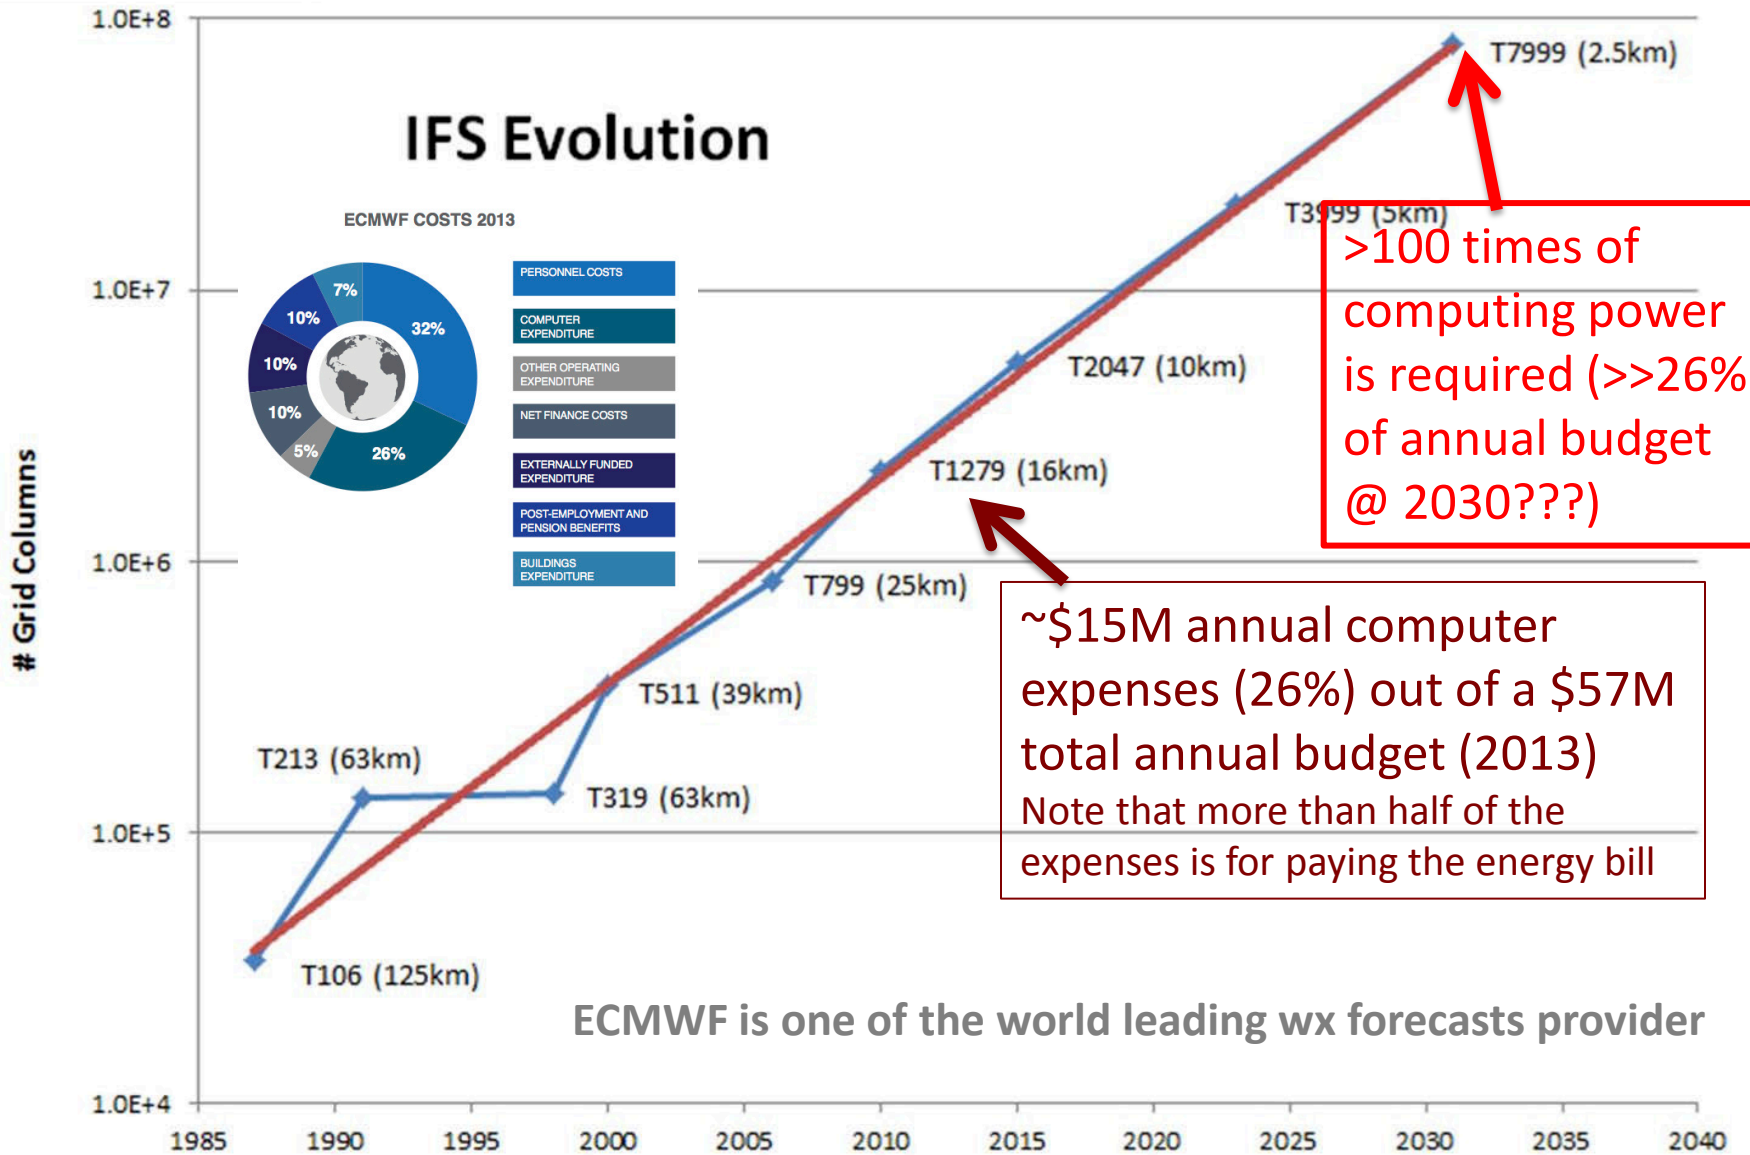 1.0E+8
T7999 (2.5km)
IFS Evolution
ECMWF COSTS 2013
T3999 (5km)
>100 times of
computing power
is required (>>26%
of annual budget
@ 2030???)
1.0E+7
7%
10%
32%
10%
10%
5%
26%
PERSONNEL COSTS
COMPUTER
EXPENDITURE
OTHER OPERATING
EXPENDITURE
NET FINANCE COSTS
EXTERNALLY FUNDED
EXPENDITURE
POST-EMPLOYMENT AND
PENSION BENEFITS
BUILDINGS
EXPENDITURE
T2047 (10km)
T1279 (16km)
# Grid Columns
1.0E+6
T799 (25km)
~$15M annual computer
expenses (26%) out of a $57M
total annual budget (2013)
Note that more than half of the
expenses is for paying the energy bill
T511 (39km)
T213 (63km)
T319 (63km)
1.0E+5
T106 (125km)
ECMWF is one of the world leading wx forecasts provider
1.0E+4
1985 1990 1995 2000 2005 2010 2015 2020 2025 2030 2035 2040